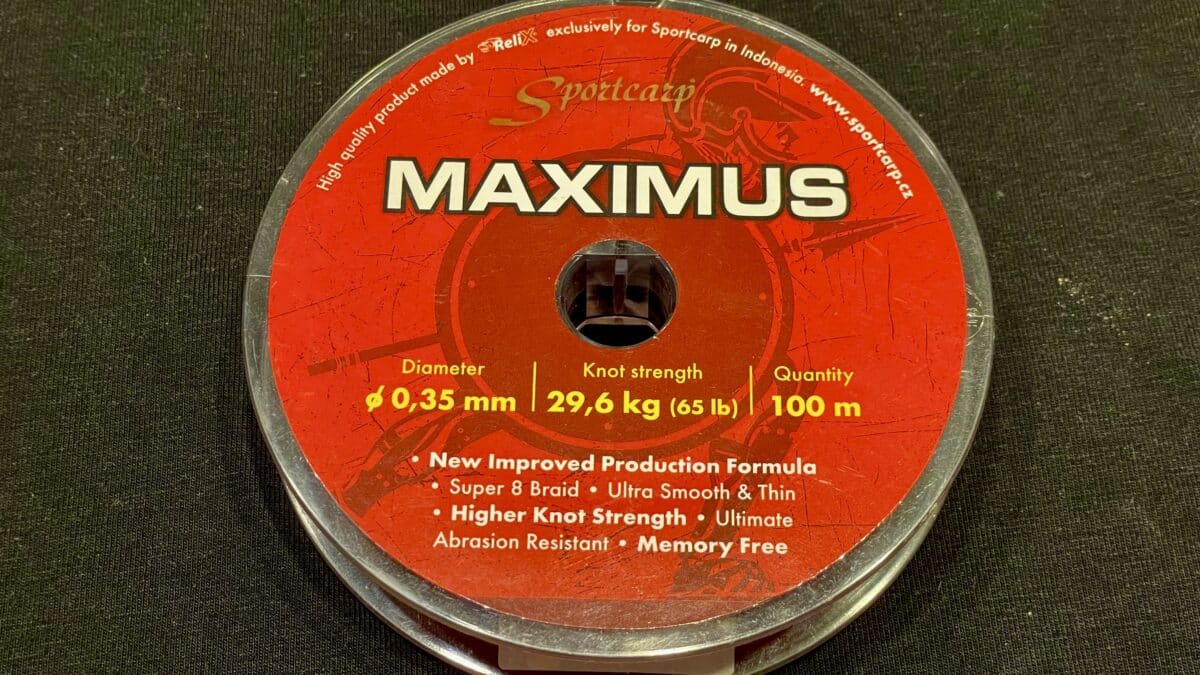 High quality product made by ReliX exclusively for Sportcarp in Indonesia. www.sportcarp.cz
Sportcarp
MAXIMUS
Diameter Knot strength Quantity
ϕ 0,35 mm 29,6 kg (65 lb) 100 m
• New Improved Production Formula
• Super 8 Braid • Ultra Smooth & Thin
• Higher Knot Strength • Ultimate
Abrasion Resistant • Memory Free